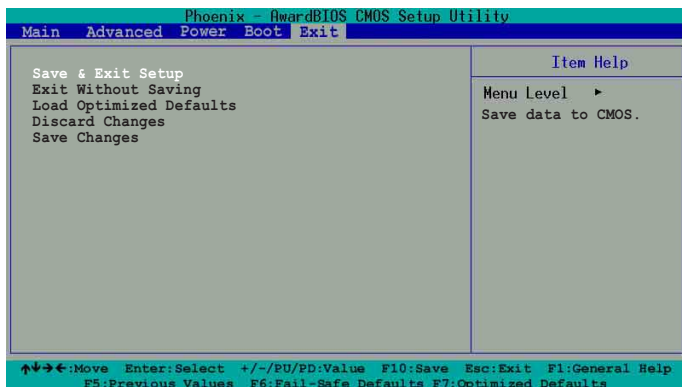 Phoenix - AwardBIOS CMOS Setup Utility
Main Advanced Power Boot Exit
Save & Exit Setup
Exit Without Saving
Load Optimized Defaults
Discard Changes
Save Changes
Item Help
Menu Level ►
Save data to CMOS.
↑↓→←:Move Enter:Select +/-/PU/PD:Value F10:Save Esc:Exit F1:General Help
F5:Previous Values F6:Fail-Safe Defaults F7:Optimized Defaults